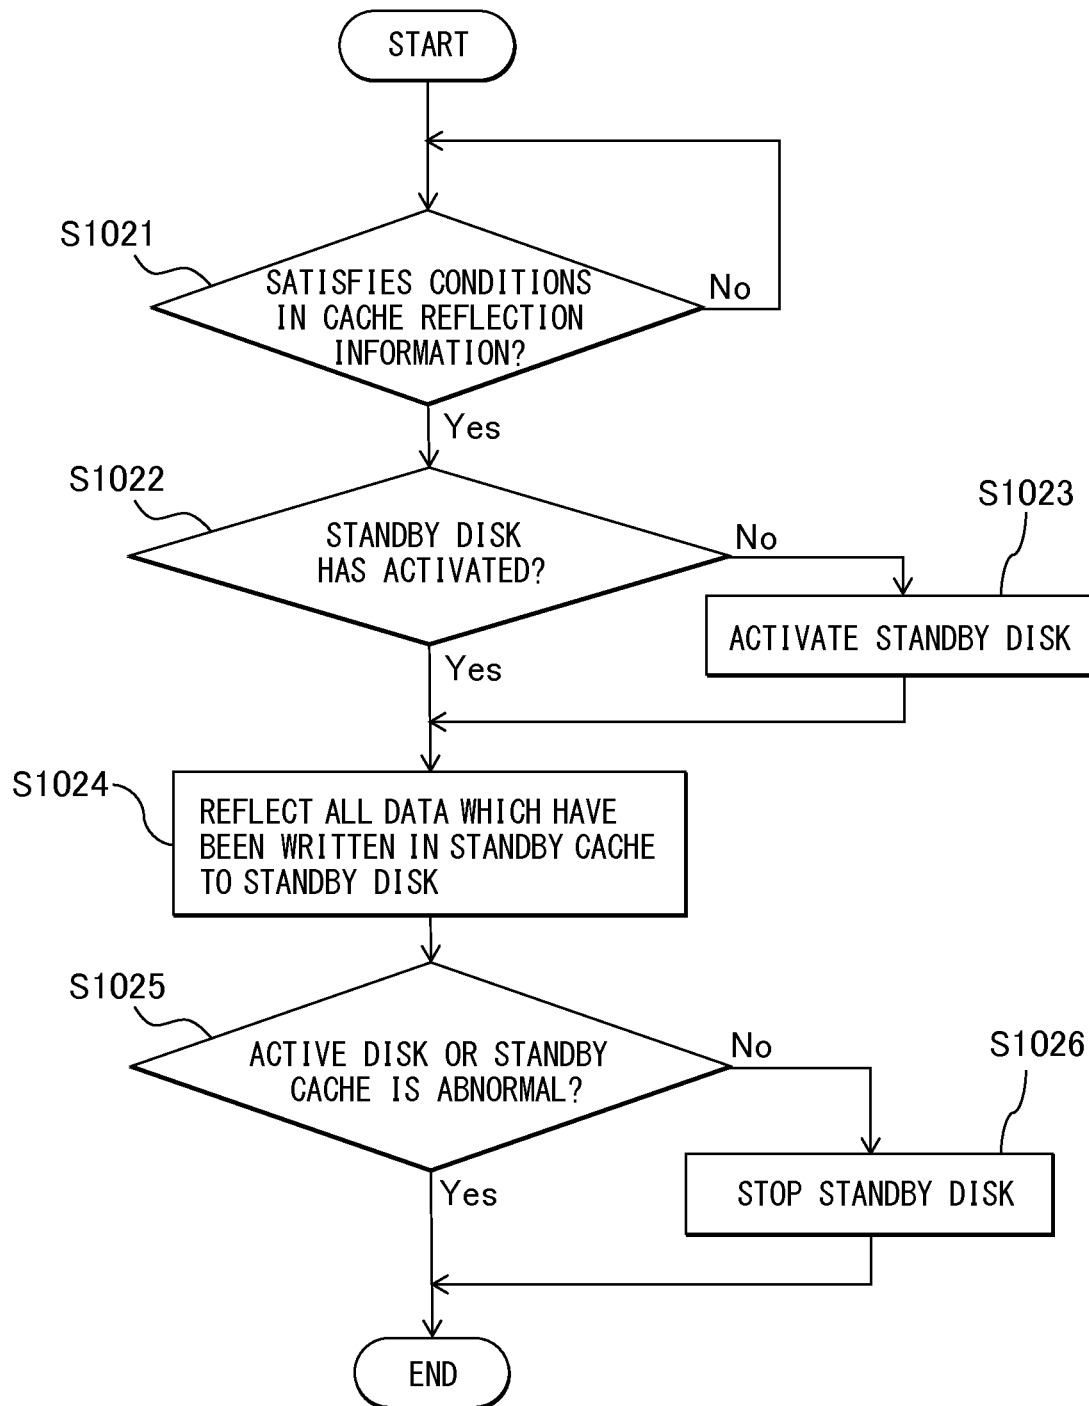 START
S1021
SATISFIES CONDITIONS
IN CACHE REFLECTION
INFORMATION?
No
Yes
S1022
STANDBY DISK
HAS ACTIVATED?
No
S1023
ACTIVATE STANDBY DISK
Yes
S1024
REFLECT ALL DATA WHICH HAVE
BEEN WRITTEN IN STANDBY CACHE
TO STANDBY DISK
S1025
ACTIVE DISK OR STANDBY
CACHE IS ABNORMAL?
No
S1026
STOP STANDBY DISK
Yes
END